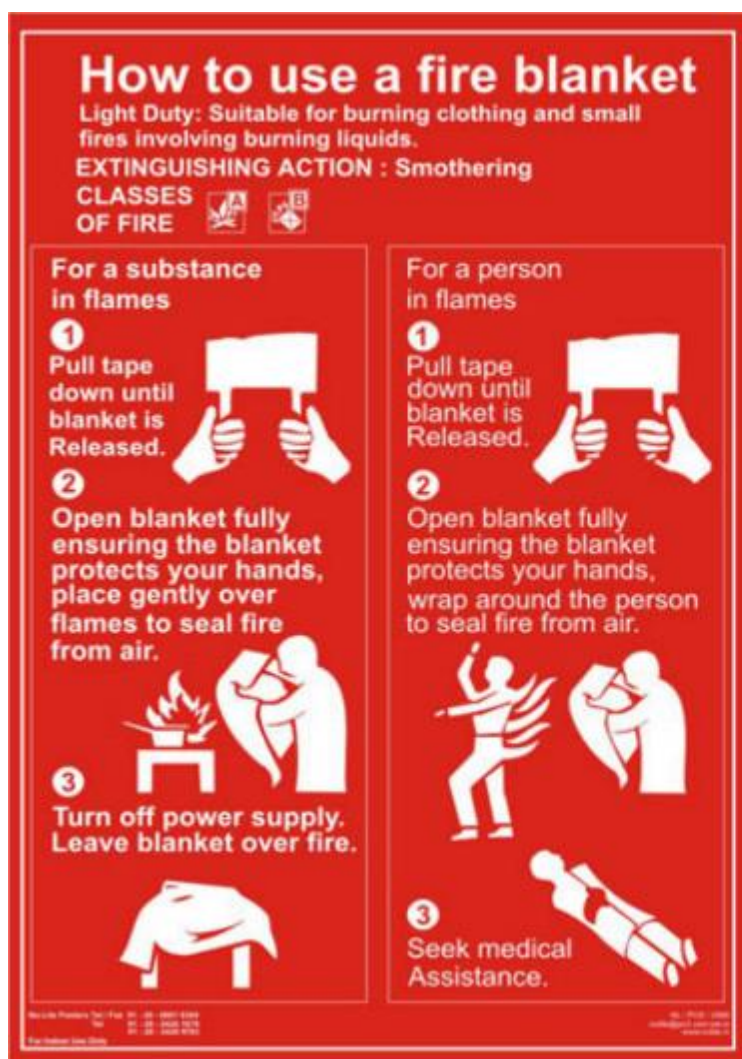 How to use a fire blanket
Light Duty: Suitable for burning clothing and small
fires involving burning liquids.
EXTINGUISHING ACTION : Smothering
CLASSES
OF FIRE
A
B
For a substance
in flames
1
Pull tape
down until
blanket is
Released.
2
Open blanket fully
ensuring the blanket
protects your hands,
place gently over
flames to seal fire
from air.
3
Turn off power supply.
Leave blanket over fire.
For a person
in flames
1
Pull tape
down until
blanket is
Released.
2
Open blanket fully
ensuring the blanket
protects your hands,
wrap around the person
to seal fire from air.
3
Seek medical
Assistance.
For Indoor Use Only